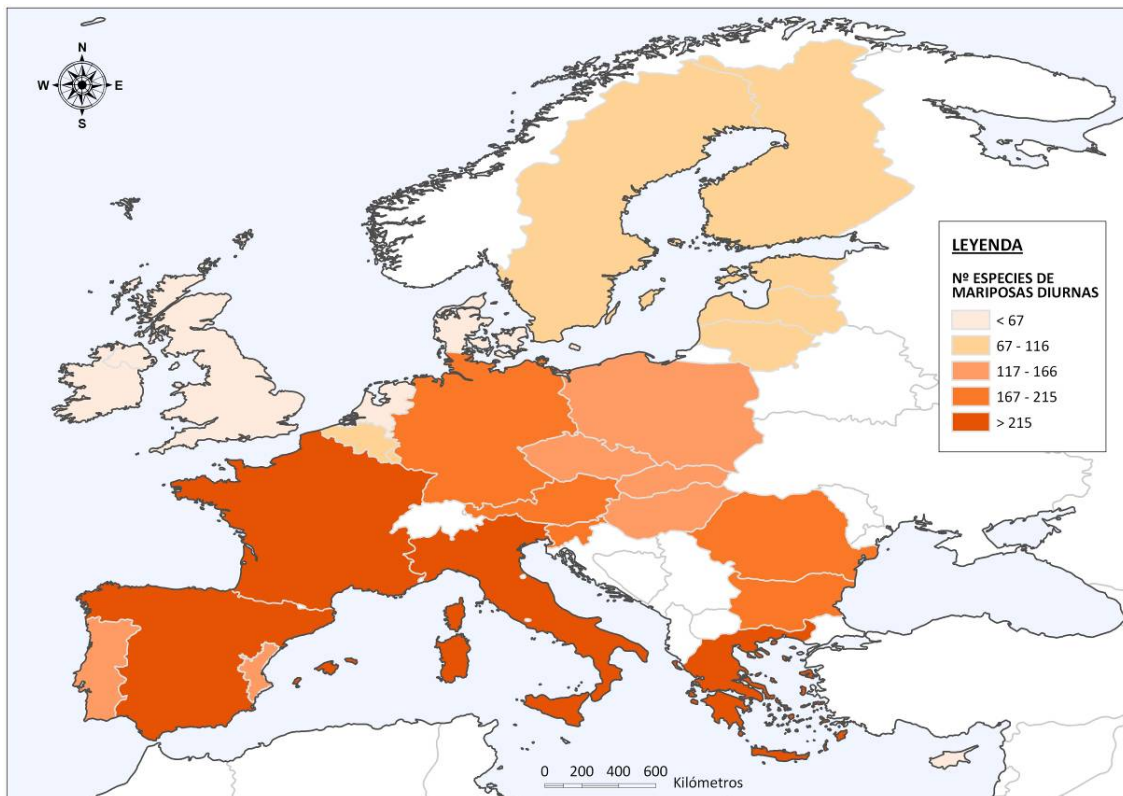 N
W E
S
LEYENDA
Nº ESPECIES DE
MARIPOSAS DIURNAS
< 67
67 - 116
117 - 166
167 - 215
> 215
0 200 400 600
Kilómetros